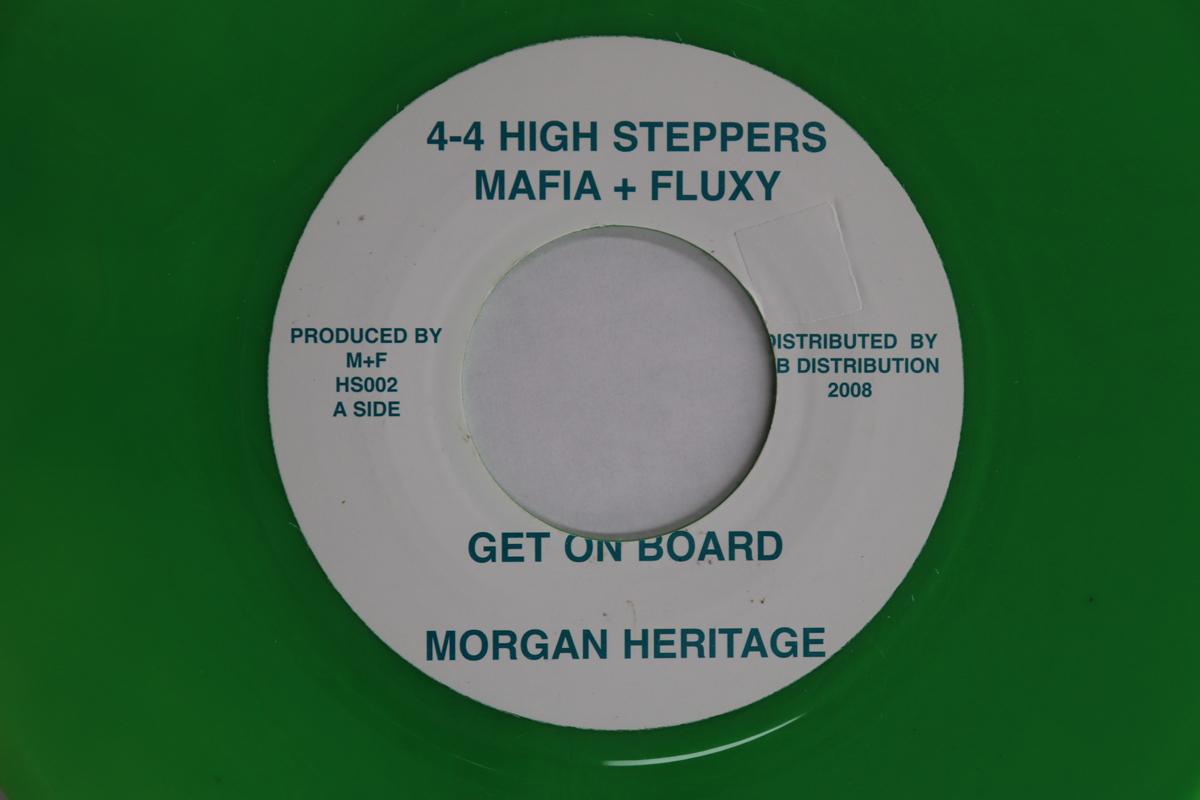 4-4 HIGH STEPPERS
MAFIA + FLUXY
PRODUCED BY
M+F
HS002
A SIDE
DISTRIBUTED BY
B DISTRIBUTION
2008
GET ON BOARD
MORGAN HERITAGE